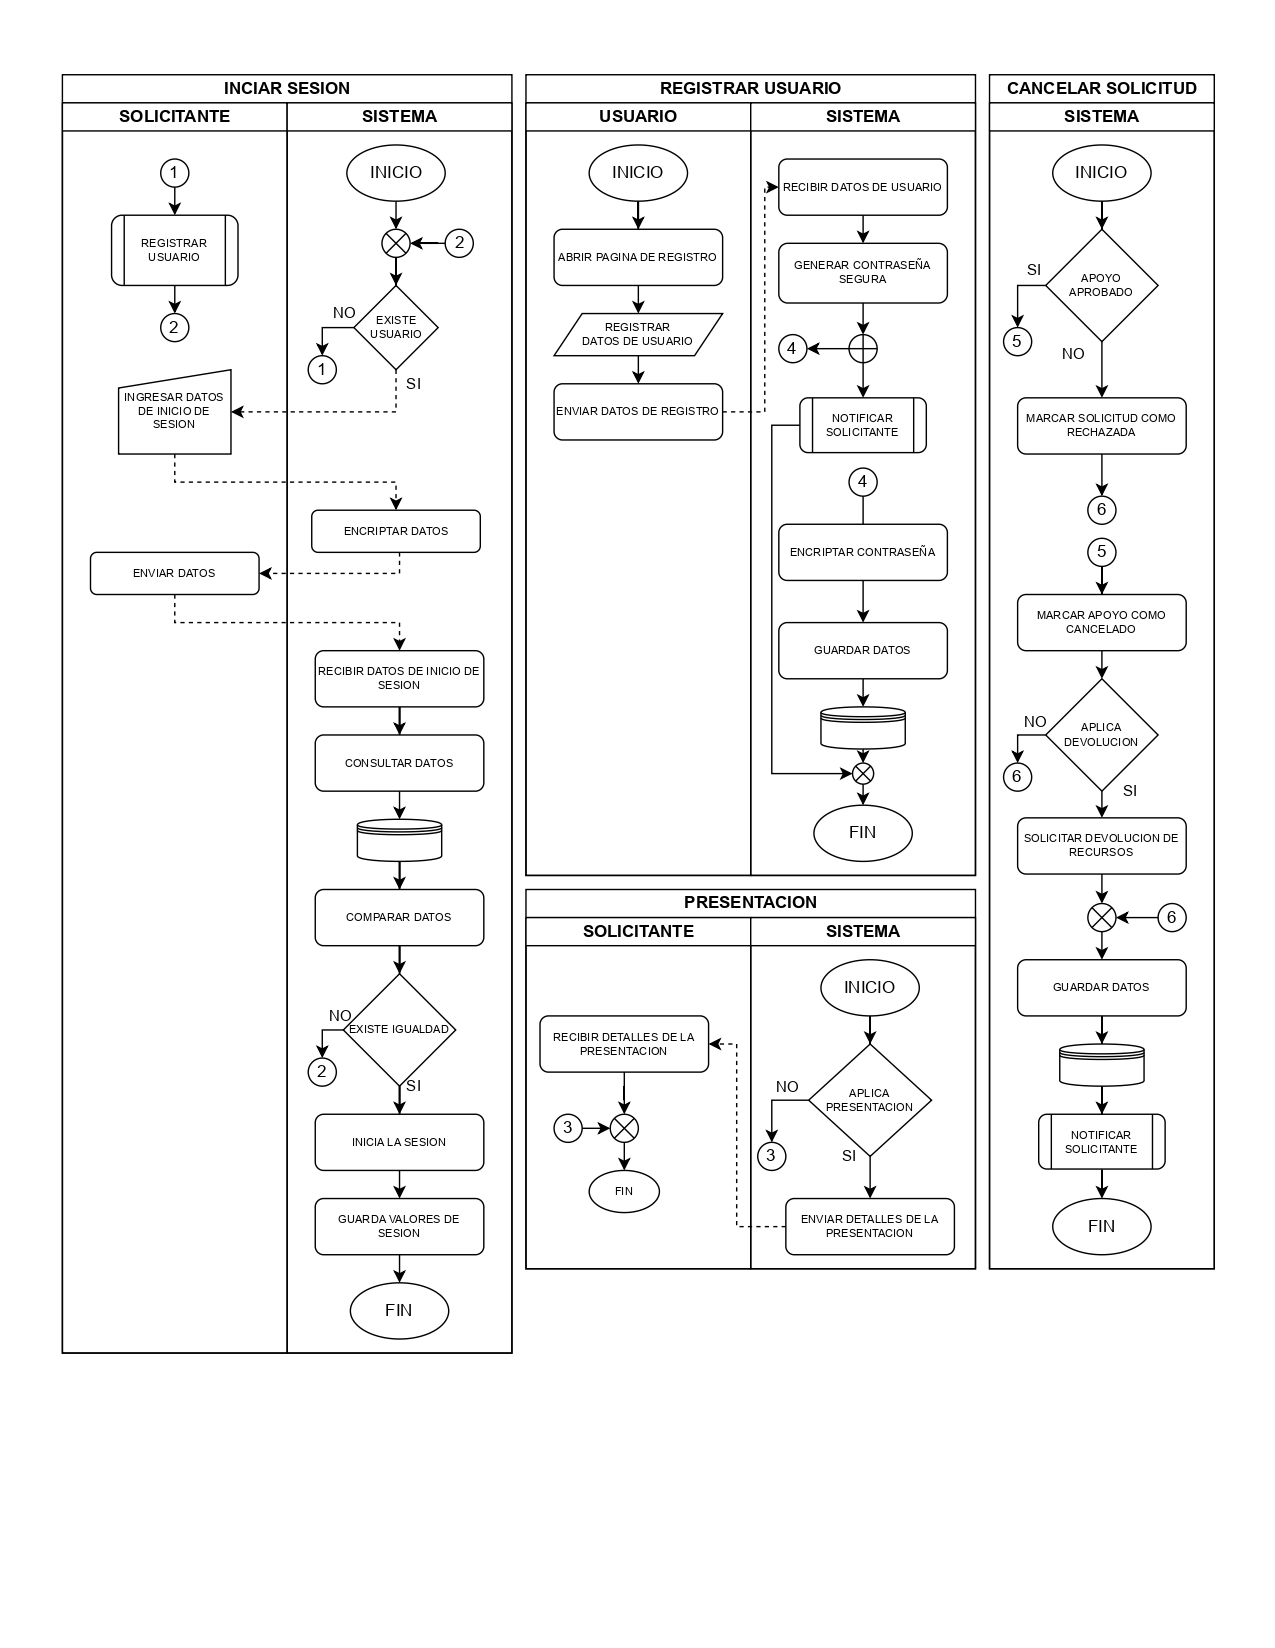 INCIAR SESION
SOLICITANTE
SISTEMA
1
REGISTRAR
USUARIO
2
INICIO
2
EXISTE
USUARIO
NO
1
SI
INGRESAR DATOS
DE INICIO DE
SESION
ENCRIPTAR DATOS
ENVIAR DATOS
RECIBIR DATOS DE INICIO DE
SESION
CONSULTAR DATOS
COMPARAR DATOS
NO
EXISTE IGUALDAD
2
SI
INICIA LA SESION
GUARDA VALORES DE
SESION
FIN
REGISTRAR USUARIO
USUARIO
SISTEMA
INICIO
ABRIR PAGINA DE REGISTRO
REGISTRAR
DATOS DE USUARIO
ENVIAR DATOS DE REGISTRO
RECIBIR DATOS DE USUARIO
GENERAR CONTRASEÑA
SEGURA
4
NOTIFICAR
SOLICITANTE
4
ENCRIPTAR CONTRASEÑA
GUARDAR DATOS
FIN
PRESENTACION
SOLICITANTE
SISTEMA
RECIBIR DETALLES DE LA
PRESENTACION
3
FIN
INICIO
NO
APLICA
PRESENTACION
3
SI
ENVIAR DETALLES DE LA
PRESENTACION
CANCELAR SOLICITUD
SISTEMA
INICIO
SI
APOYO
APROBADO
5
NO
MARCAR SOLICITUD COMO
RECHAZADA
6
5
MARCAR APOYO COMO
CANCELADO
NO
APLICA
DEVOLUCION
6
SI
SOLICITAR DEVOLUCION DE
RECURSOS
6
GUARDAR DATOS
NOTIFICAR
SOLICITANTE
FIN